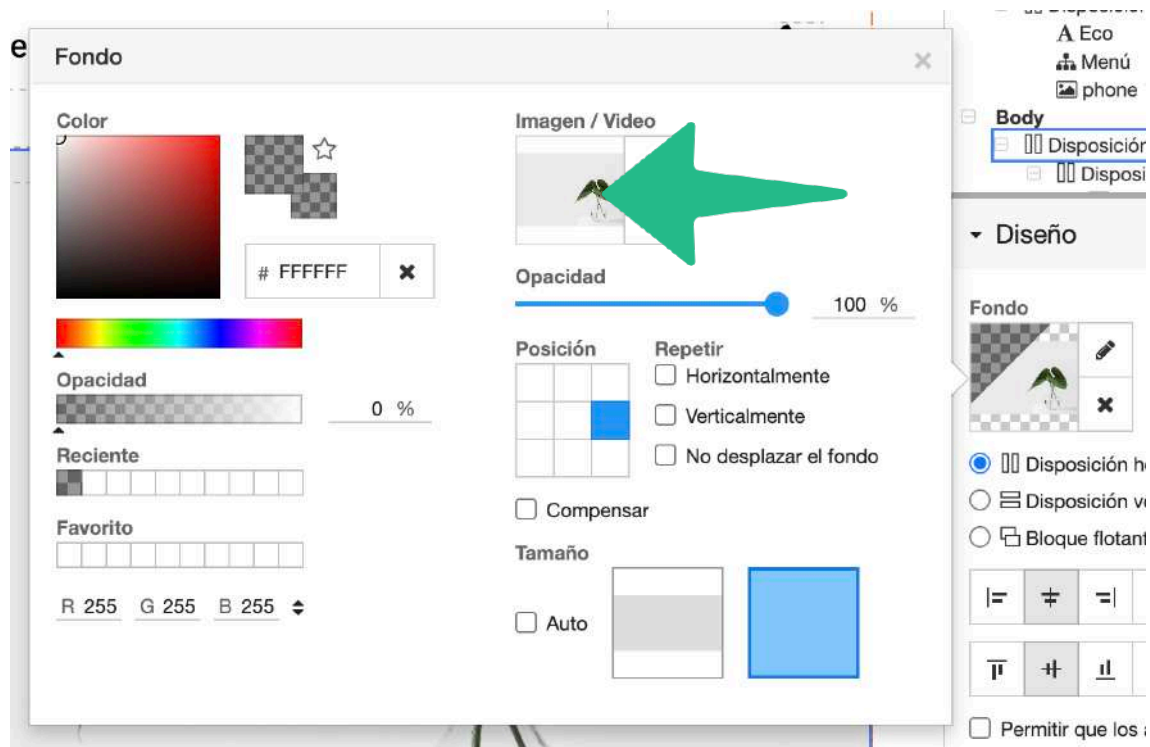 e
Fondo
Color
# FFFFFF
Opacidad
0 %
Reciente
Favorito
R 255 G 255 B 255
Imagen / Video
Opacidad
100 %
Posición
Repetir
Horizontalmente
Verticalmente
No desplazar el fondo
Compensar
Tamaño
Auto
A Eco
Menú
phone
Body
Disposición
Disposi
Diseño
Fondo
Disposición h
Disposición v
Bloque flotant
Permitir que los